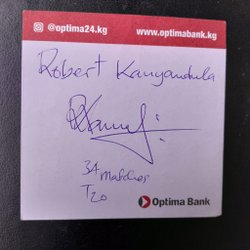 @optima24.kg www.optimabank.kg
Robert Kanyandula
34 matches
T20
Optima Bank